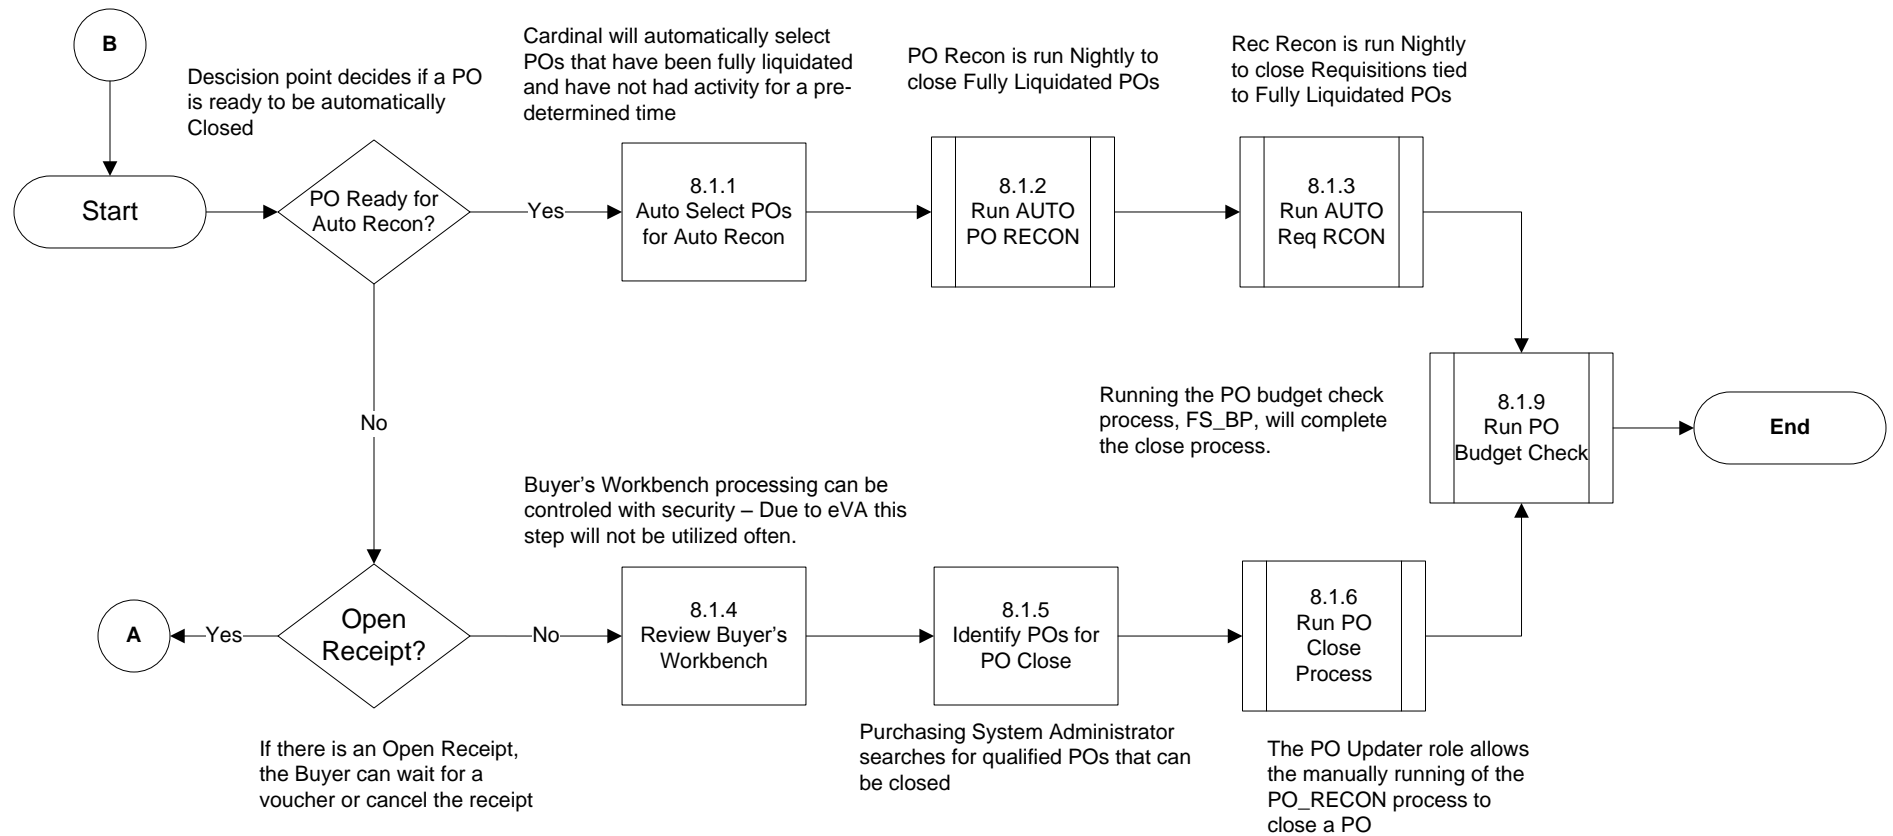 B
Descision point decides if a PO
is ready to be automatically
Closed
Cardinal will automatically select
POs that have been fully liquidated
and have not had activity for a pre-
determined time
PO Recon is run Nightly to
close Fully Liquidated POs
Rec Recon is run Nightly
to close Requisitions tied
to Fully Liquidated POs
Start
PO Ready for
Auto Recon?
Yes
8.1.1
Auto Select POs
for Auto Recon
8.1.2
Run AUTO
PO RECON
8.1.3
Run AUTO
Req RCON
No
Running the PO budget check
process, FS_BP, will complete
the close process.
8.1.9
Run PO
Budget Check
End
Buyer’s Workbench processing can be
controled with security – Due to eVA this
step will not be utilized often.
A
Yes
Open
Receipt?
No
8.1.4
Review Buyer’s
Workbench
8.1.5
Identify POs for
PO Close
8.1.6
Run PO
Close
Process
If there is an Open Receipt,
the Buyer can wait for a
voucher or cancel the receipt
Purchasing System Administrator
searches for qualified POs that can
be closed
The PO Updater role allows
the manually running of the
PO_RECON process to
close a PO